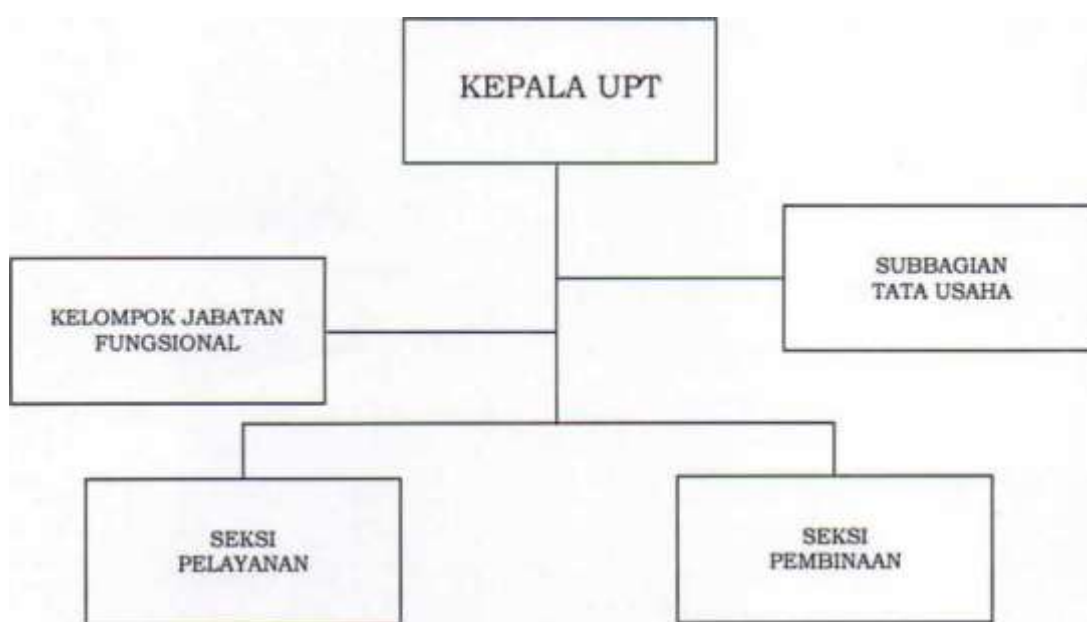 KEPALA UPT
SUBBAGIAN
TATA USAHA
KELOMPOK JABATAN
FUNGSIONAL
SEKSI
PELAYANAN
SEKSI
PEMBINAAN